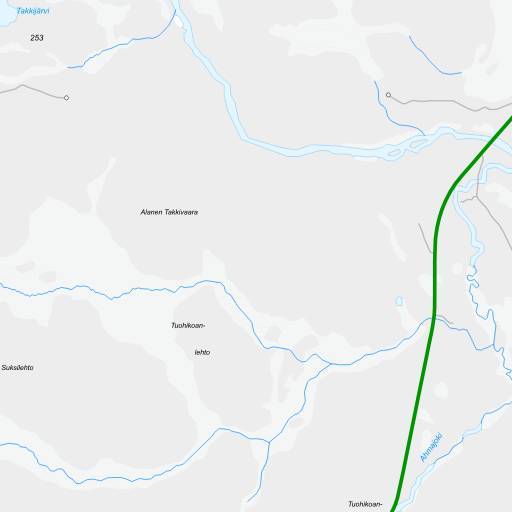 Takkijärvi
253
Alanen Takkivaara
Tuohikoan-
lehto
Suksilehto
Ahmajoki
Tuohikoan-